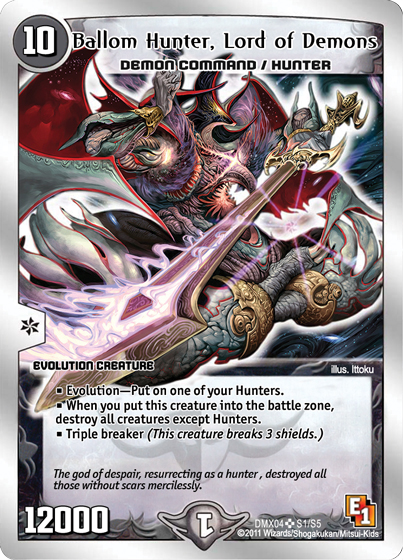 10 Ballom Hunter, Lord of Demons
DEMON COMMAND / HUNTER
EVOLUTION CREATURE
illus. Ittoku
▪ Evolution—Put on one of your Hunters.
▪ When you put this creature into the battle zone,
destroy all creatures except Hunters.
▪ Triple breaker (This creature breaks 3 shields.)
The god of despair, resurrecting as a hunter , destroyed all
those without scars mercilessly.
12000
DMX04 S1/S5
©2011 Wizards/Shogakukan/Mitsui-Kids
E1